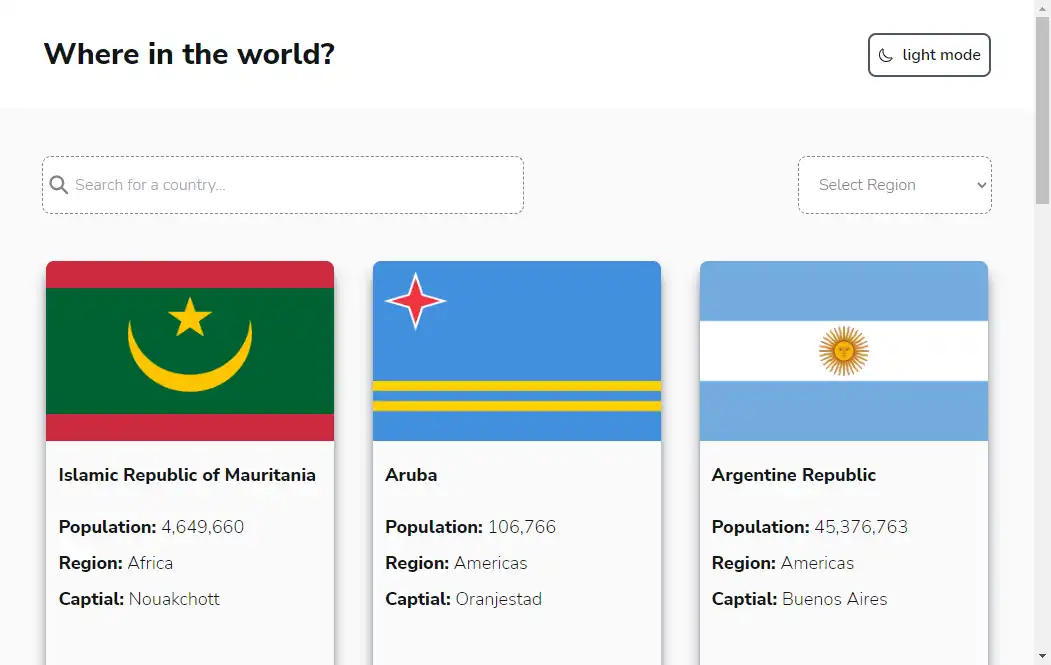 Where in the world?
light mode
Search for a country...
Select Region
Islamic Republic of Mauritania
Population: 4,649,660
Region: Africa
Captial: Nouakchott
Aruba
Population: 106,766
Region: Americas
Captial: Oranjestad
Argentine Republic
Population: 45,376,763
Region: Americas
Captial: Buenos Aires